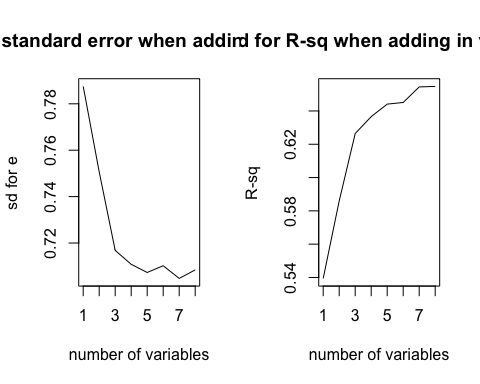 standard error when addin
d for R-sq when adding in
sd for e
0.72 0.74 0.76 0.78
1 3 5 7
number of variables
R-sq
0.54 0.58 0.62
1 3 5 7
number of variables